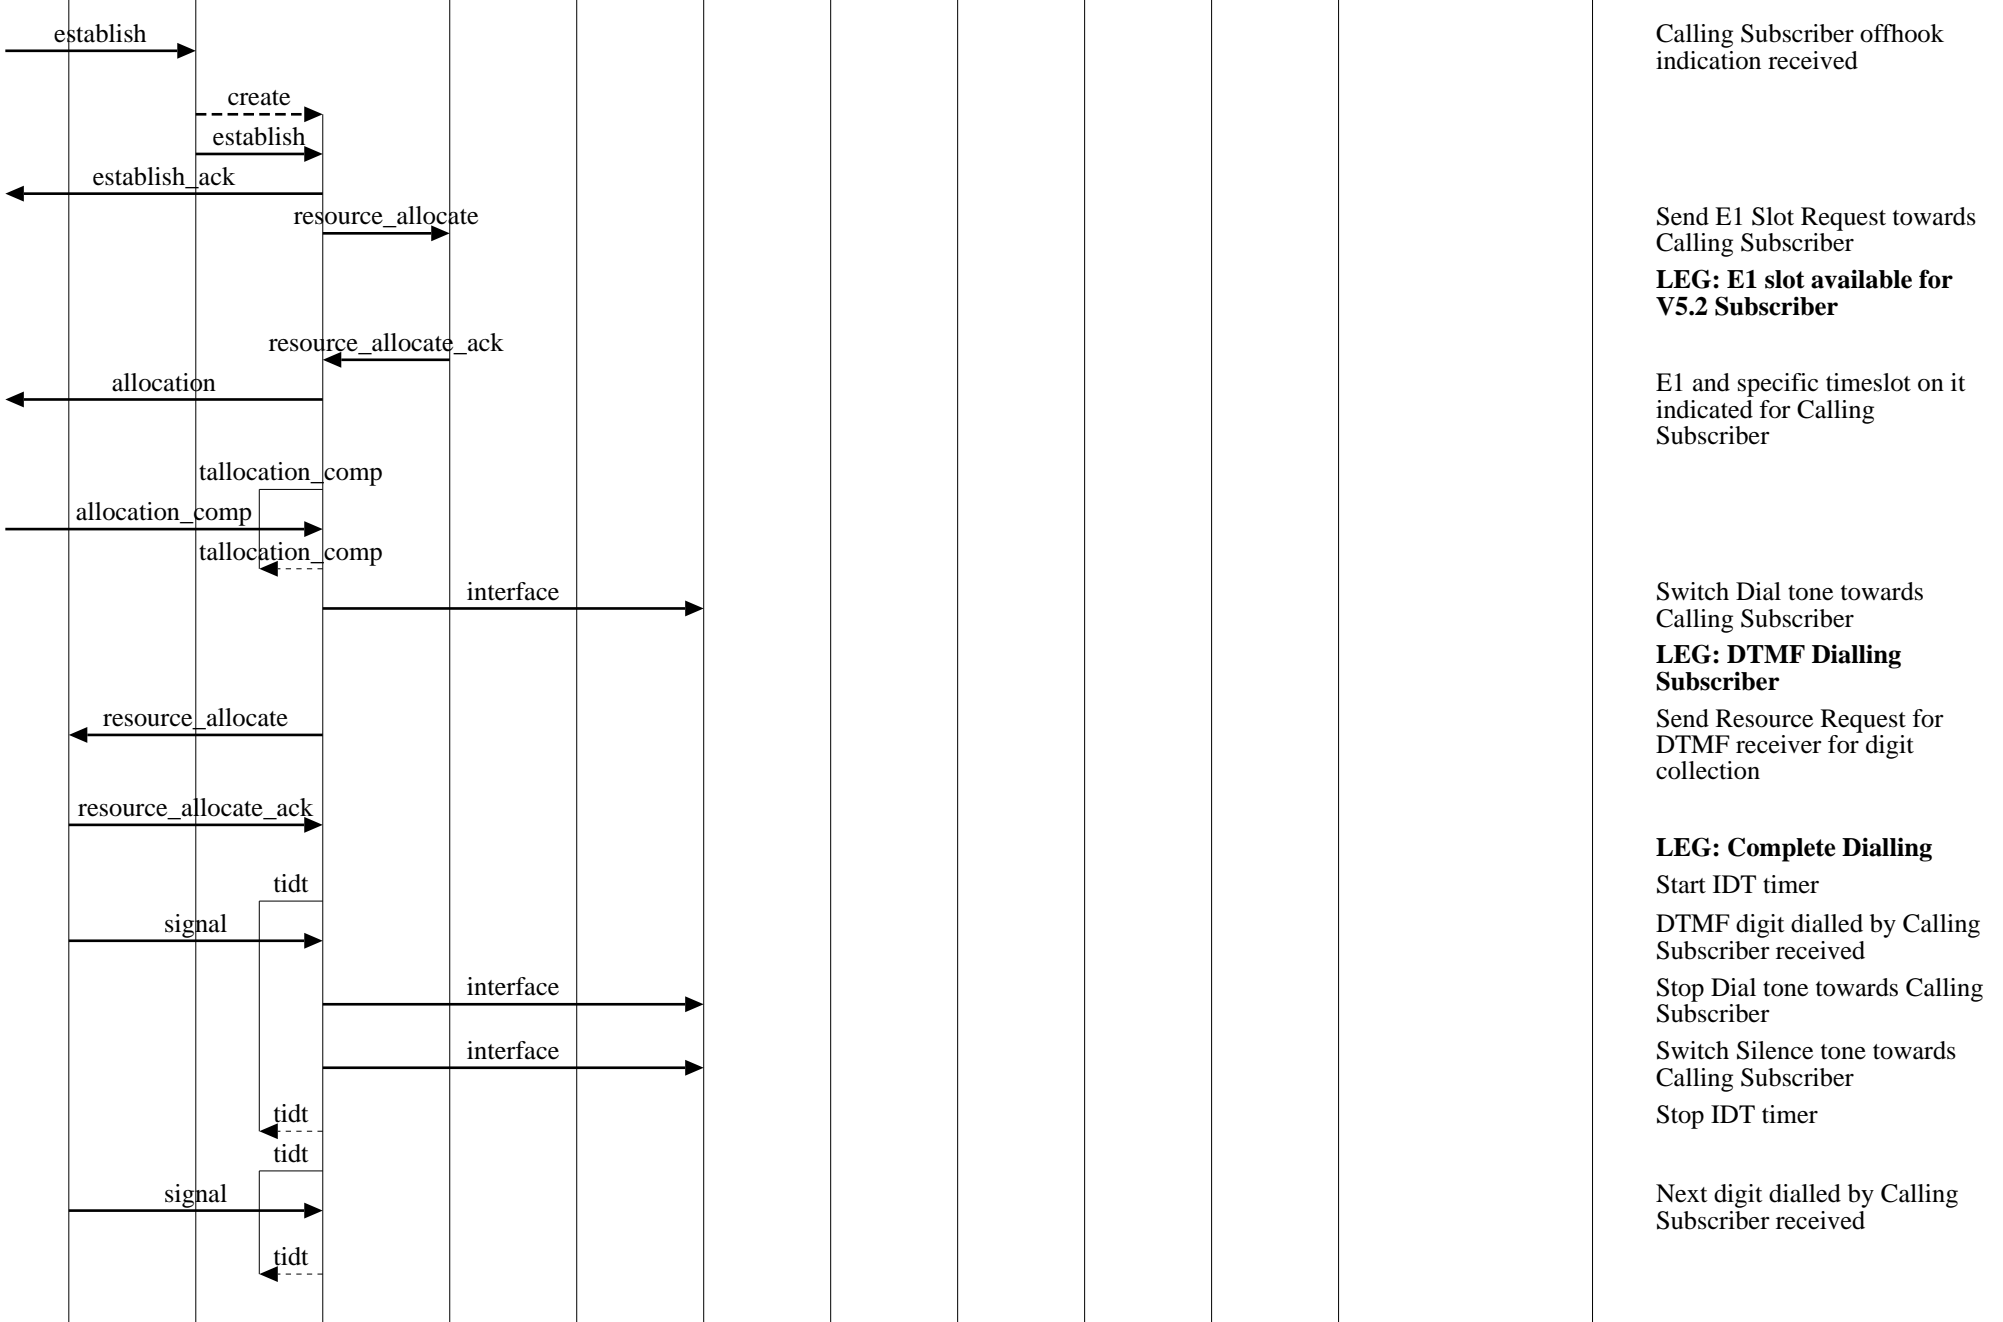 establish
Calling Subscriber offhook
indication received
create
establish
establish_ack
resource_allocate
Send E1 Slot Request towards
Calling Subscriber
LEG: E1 slot available for
V5.2 Subscriber
resource_allocate_ack
allocation
E1 and specific timeslot on it
indicated for Calling
Subscriber
tallocation_comp
allocation_comp
tallocation_comp
interface
Switch Dial tone towards
Calling Subscriber
LEG: DTMF Dialling
Subscriber
resource_allocate
Send Resource Request for
DTMF receiver for digit
collection
resource_allocate_ack
LEG: Complete Dialling
tidt
Start IDT timer
signal
DTMF digit dialled by Calling
Subscriber received
interface
Stop Dial tone towards Calling
Subscriber
interface
Switch Silence tone towards
Calling Subscriber
tidt
Stop IDT timer
tidt
signal
Next digit dialled by Calling
Subscriber received
tidt